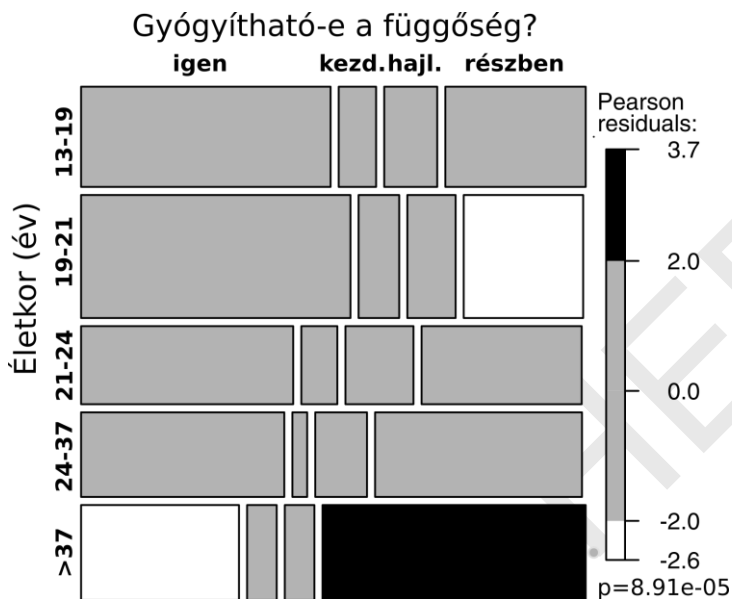 Gyógyítható-e a függőség?
igen kezd. hajl. részben
Életkor (év)
13-19
19-21
21-24
24-37
>37
Pearson
residuals:
3.7
2.0
0.0
-2.0
-2.6
p=8.91e-05